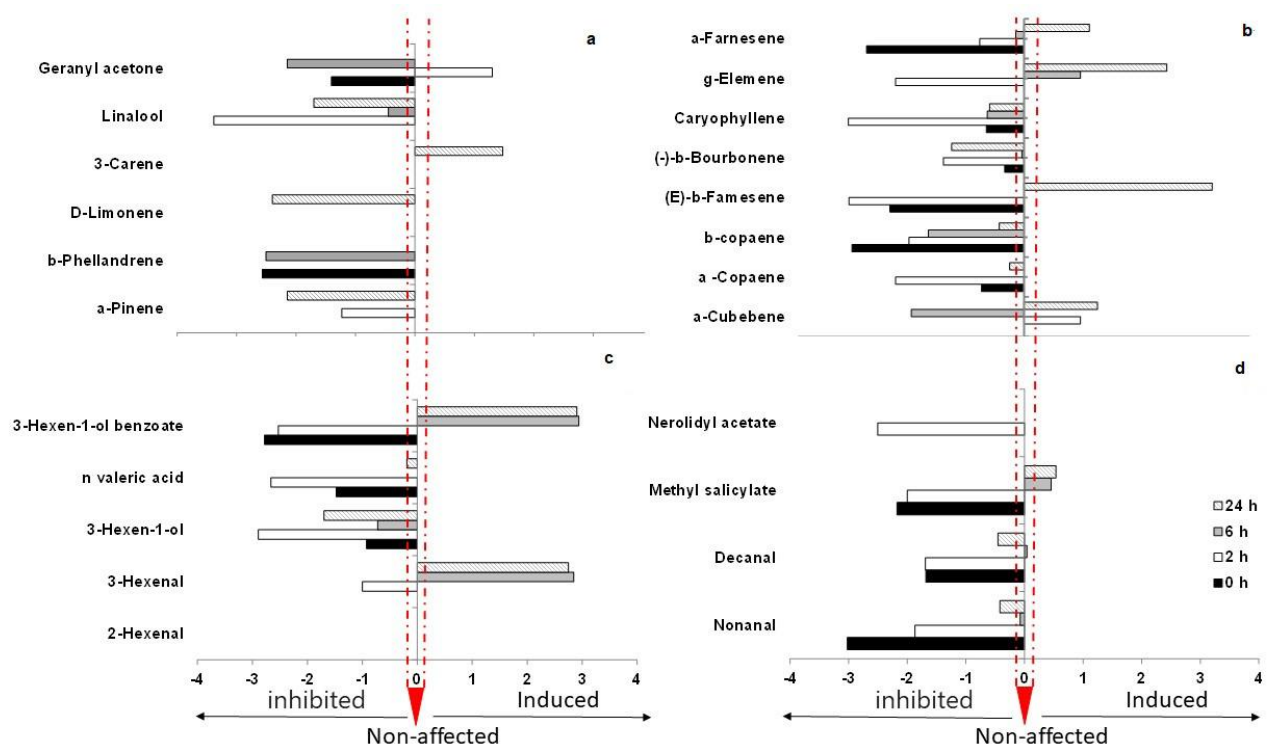 a
Geranyl acetone
Linalool
3-Carene
D-Limonene
b-Phellandrene
a-Pinene
b
a-Farnesene
g-Elemene
Caryophyllene
(-)-b-Bourbonene
(E)-b-Famesene
b-copaene
a -Copaene
a-Cubebene
c
3-Hexen-1-ol benzoate
n valeric acid
3-Hexen-1-ol
3-Hexenal
2-Hexenal
-4 -3 -2 -1 0 1 2 3 4
inhibited Induced
Non-affected
d
Nerolidyl acetate
Methyl salicylate
Decanal
Nonanal
24 h
6 h
2 h
0 h
-4 -3 -2 -1 0 1 2 3 4
inhibited Induced
Non-affected